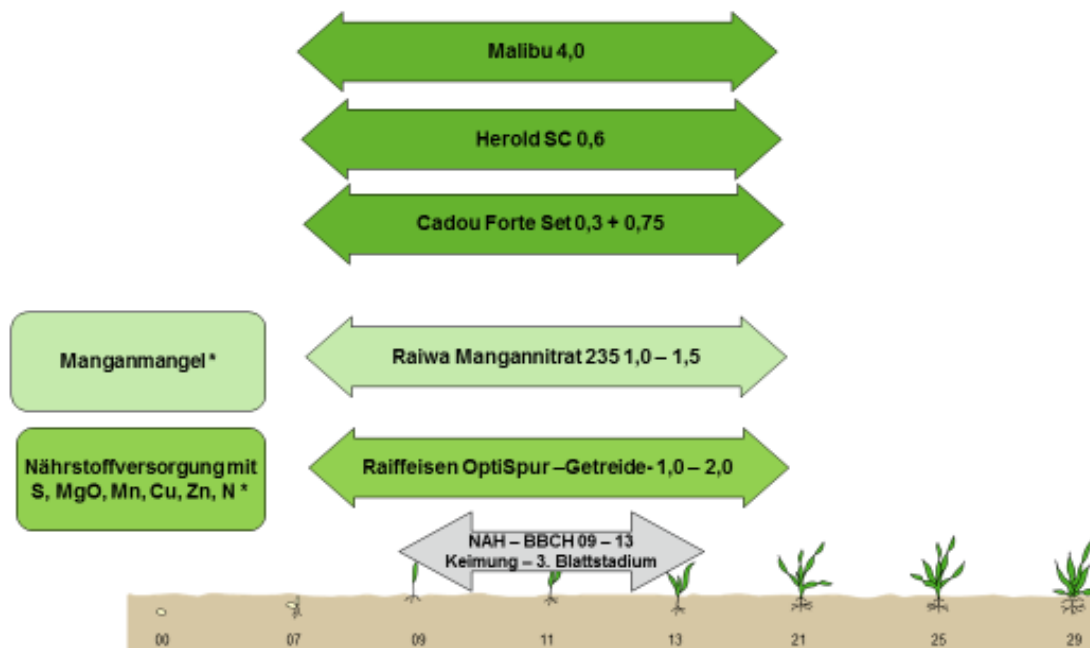 Malibu 4,0
Herold SC 0,6
Cadou Forte Set 0,3 + 0,75
Manganmangel *
Raiwa Mangannitrat 235 1,0 – 1,5
Nährstoffversorgung mit
S, MgO, Mn, Cu, Zn, N *
Raiffeisen OptiSpur –Getreide- 1,0 – 2,0
NAH – BBCH 09 – 13
Keimung – 3. Blattstadium
00 07 09 11 13 21 25 29